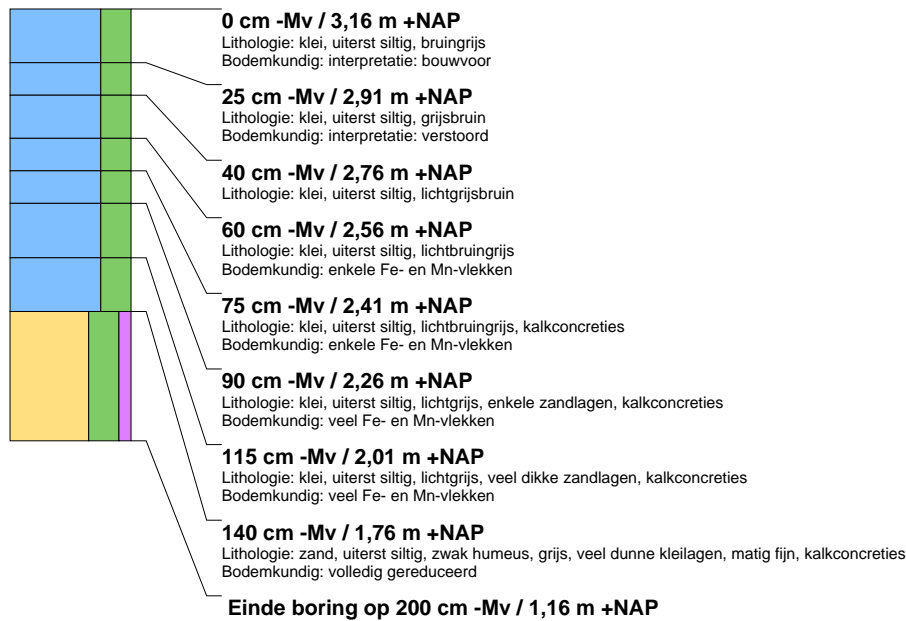 0 cm -Mv / 3,16 m +NAP
Lithologie: klei, uiterst siltig, bruingrijs
Bodemkundig: interpretatie: bouwvoor
25 cm -Mv / 2,91 m +NAP
Lithologie: klei, uiterst siltig, grijsbruin
Bodemkundig: interpretatie: verstoord
40 cm -Mv / 2,76 m +NAP
Lithologie: klei, uiterst siltig, lichtgrijsbruin
60 cm -Mv / 2,56 m +NAP
Lithologie: klei, uiterst siltig, lichtbruingrijs
Bodemkundig: enkele Fe- en Mn-vlekken
75 cm -Mv / 2,41 m +NAP
Lithologie: klei, uiterst siltig, lichtbruingrijs, kalkconcreties
Bodemkundig: enkele Fe- en Mn-vlekken
90 cm -Mv / 2,26 m +NAP
Lithologie: klei, uiterst siltig, lichtgrijs, enkele zandlagen, kalkconcreties
Bodemkundig: veel Fe- en Mn-vlekken
115 cm -Mv / 2,01 m +NAP
Lithologie: klei, uiterst siltig, lichtgrijs, veel dikke zandlagen, kalkconcreties
Bodemkundig: veel Fe- en Mn-vlekken
140 cm -Mv / 1,76 m +NAP
Lithologie: zand, uiterst siltig, zwak humeus, grijs, veel dunne kleilagen, matig fijn, kalkconcreties
Bodemkundig: volledig gereduceerd
Einde boring op 200 cm -Mv / 1,16 m +NAP